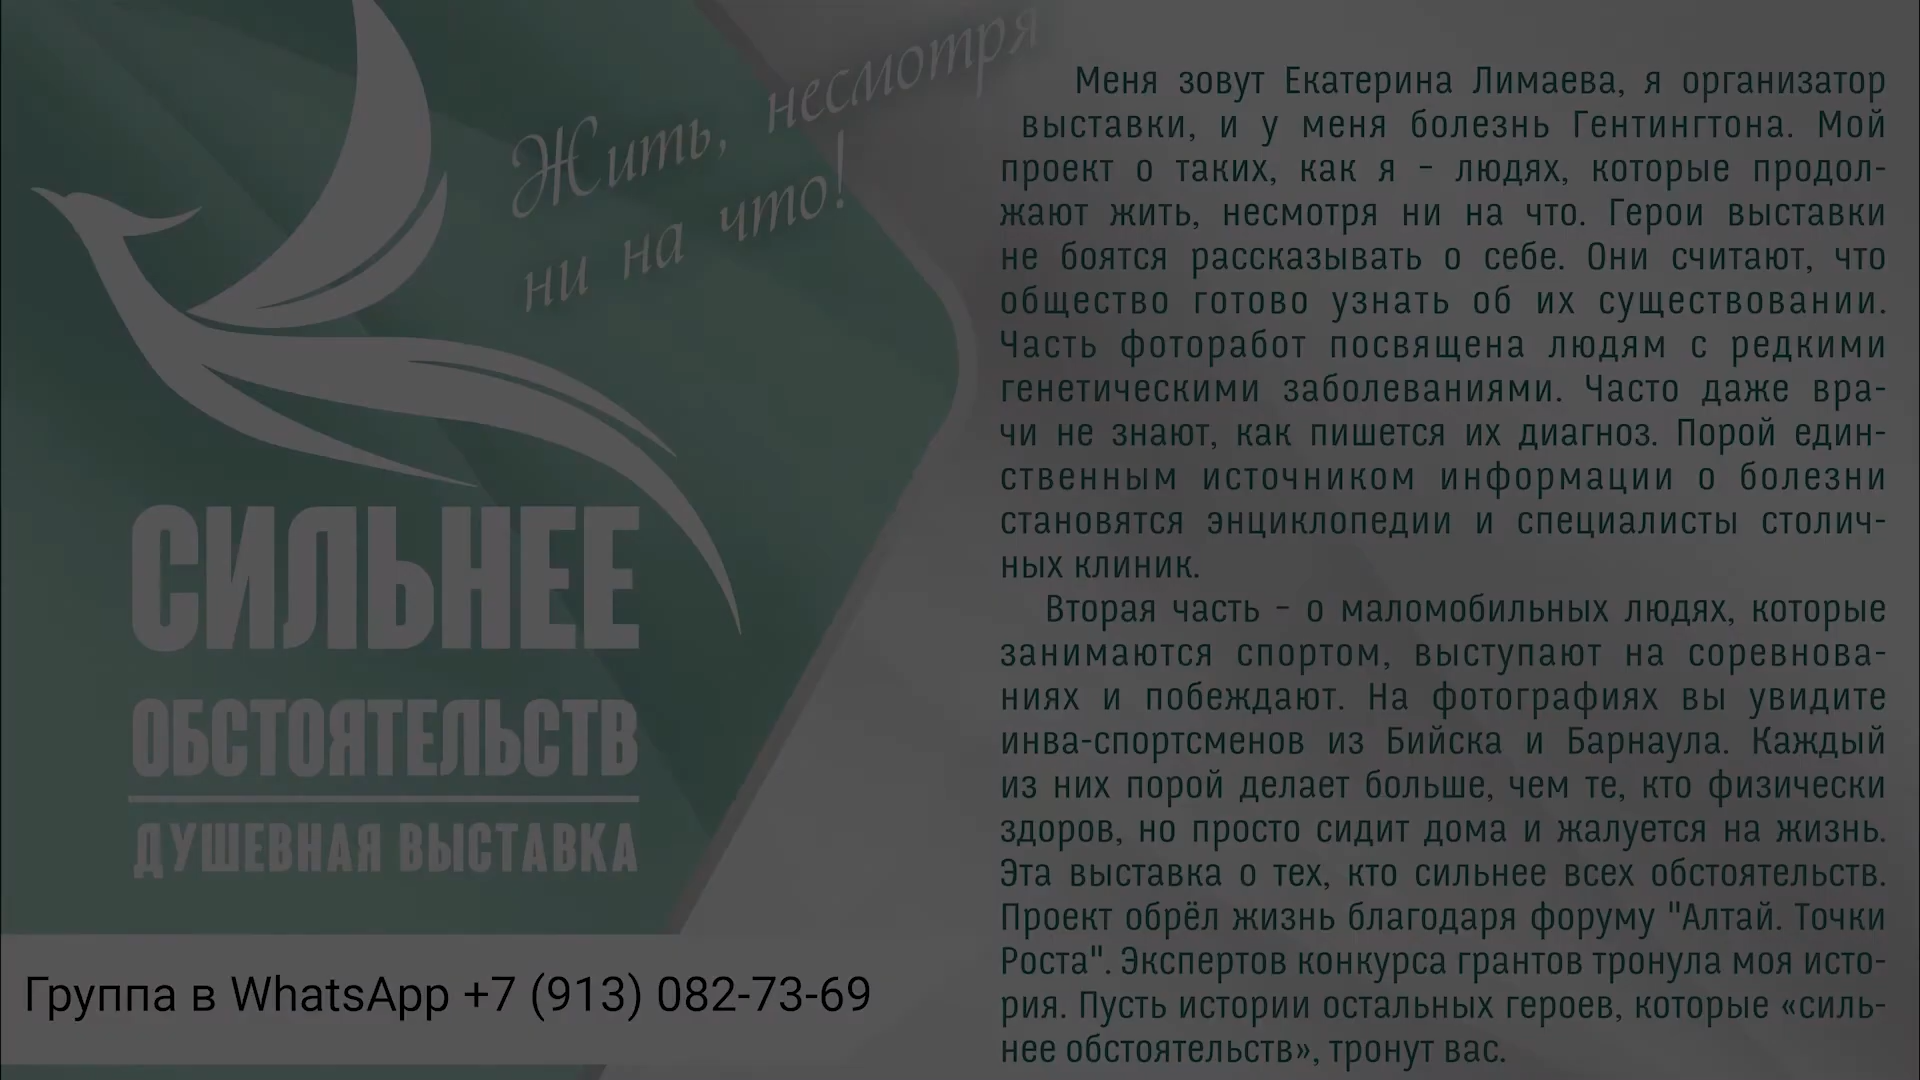 Жить, несмотря
ни на что!
СИЛЬНЕЕ
ОБСТОЯТЕЛЬСТВ
ДУШЕВНАЯ ВЫСТАВКА
Группа в WhatsApp +7 (913) 082-73-69
Меня зовут Екатерина Лимаева, я организатор
выставки, и у меня болезнь Гентингтона. Мой
проект о таких, как я – людях, которые продол-
жают жить, несмотря ни на что. Герои выставки
не боятся рассказывать о себе. Они считают, что
общество готово узнать об их существовании.
Часть фоторабот посвящена людям с редкими
генетическими заболеваниями. Часто даже вра-
чи не знают, как пишется их диагноз. Порой един-
ственным источником информации о болезни
становятся энциклопедии и специалисты столич-
ных клиник.
Вторая часть – о маломобильных людях, которые
занимаются спортом, выступают на соревнова-
ниях и побеждают. На фотографиях вы увидите
инва-спортсменов из Бийска и Барнаула. Каждый
из них порой делает больше, чем те, кто физически
здоров, но просто сидит дома и жалуется на жизнь.
Эта выставка о тех, кто сильнее всех обстоятельств.
Проект обрёл жизнь благодаря форуму "Алтай. Точки
Роста". Экспертов конкурса грантов тронула моя исто-
рия. Пусть истории остальных героев, которые «силь-
нее обстоятельств», тронут вас.